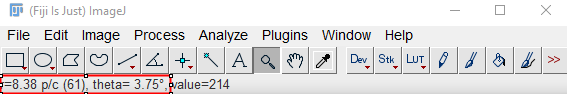 (Fiji Is Just) ImageJ
File Edit Image Process Analyze Plugins Window Help
A Dev Stk LUT >>
=8.38 p/c (61), theta= 3.75°, value=214